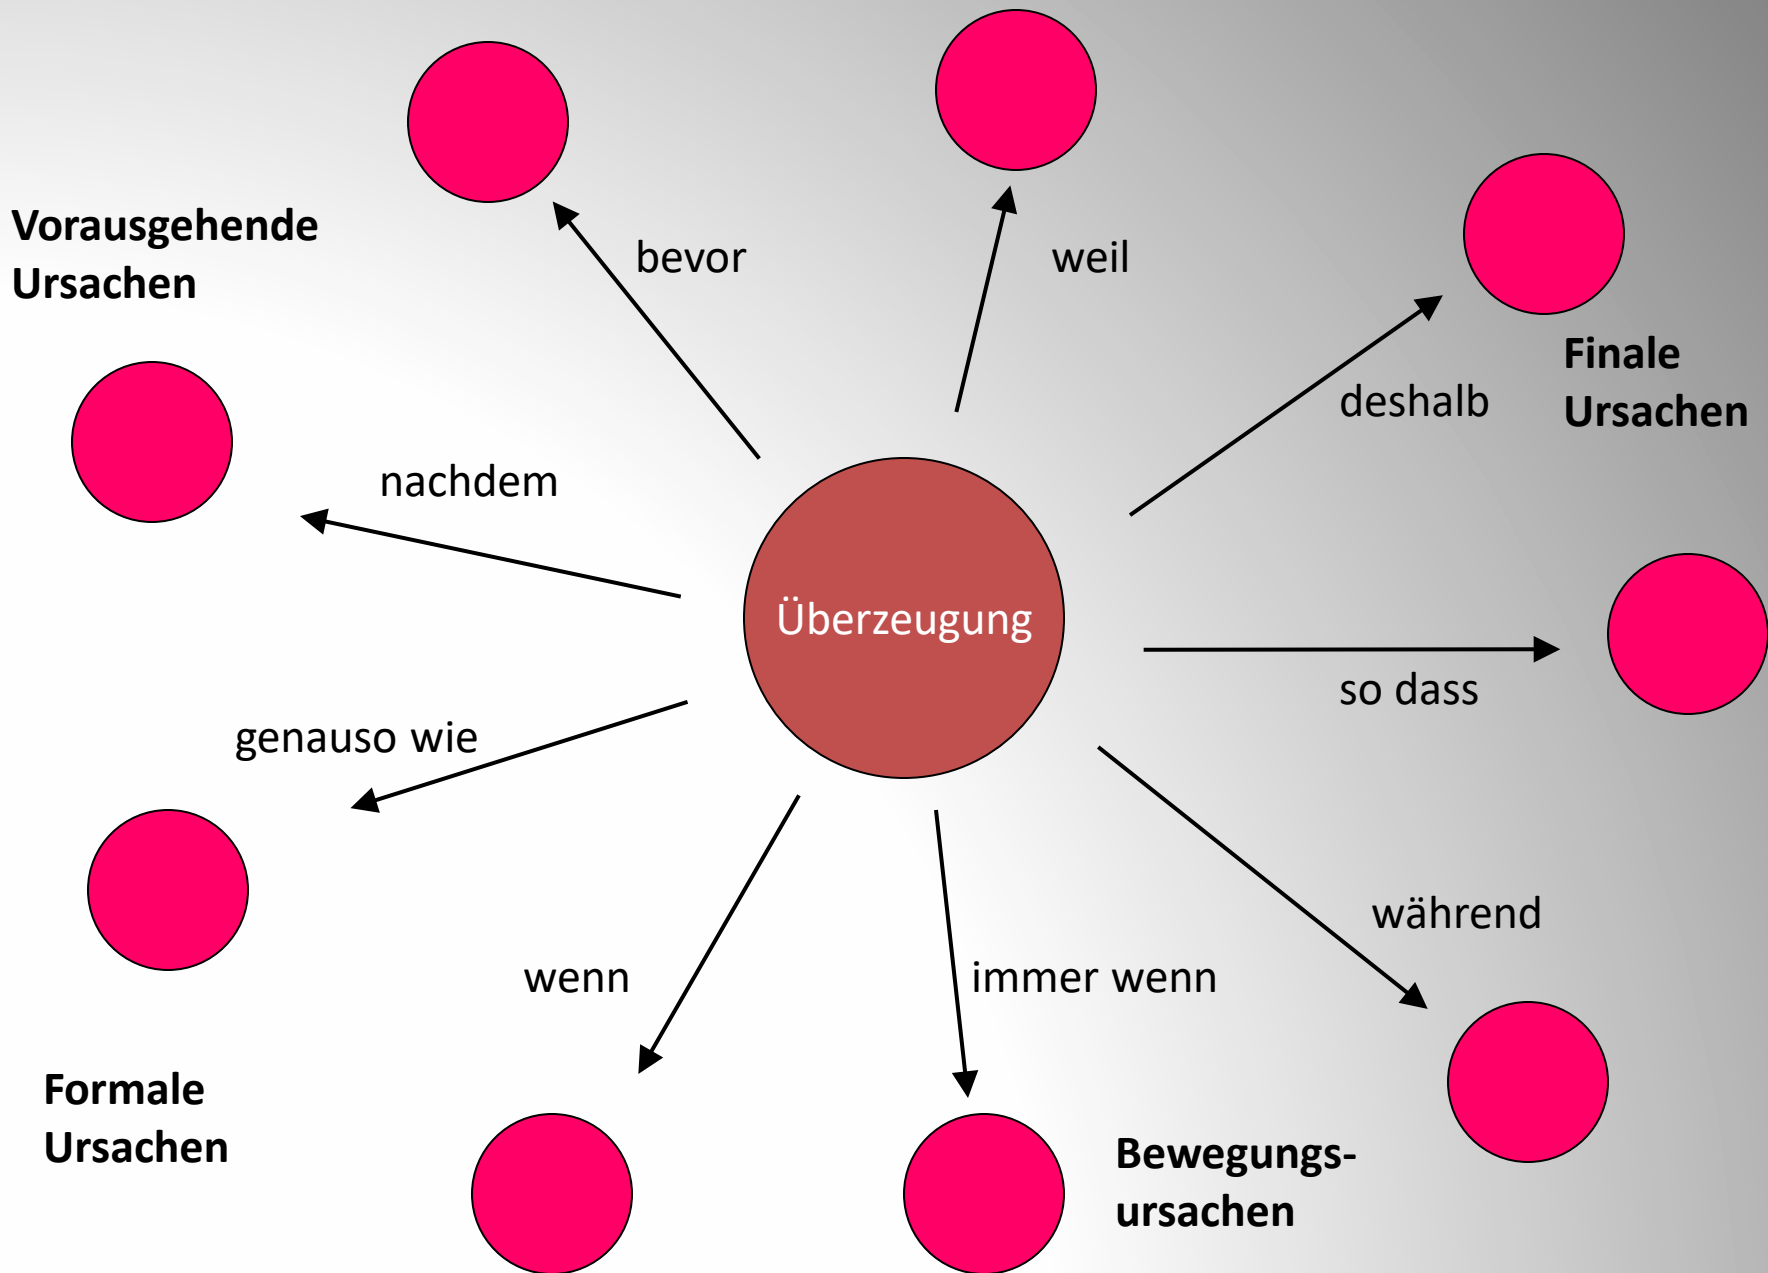 Vorausgehende
Ursachen
bevor
weil
Finale
Ursachen
deshalb
nachdem
Überzeugung
so dass
genauso wie
während
wenn
immer wenn
Formale
Ursachen
Bewegungs-
ursachen